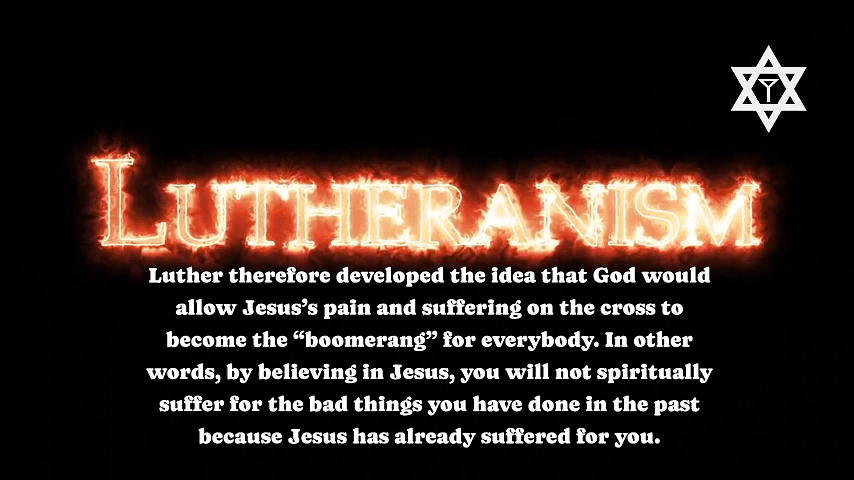 LUTHERANISM
Luther therefore developed the idea that God would
allow Jesus’s pain and suffering on the cross to
become the “boomerang” for everybody. In other
words, by believing in Jesus, you will not spiritually
suffer for the bad things you have done in the past
because Jesus has already suffered for you.